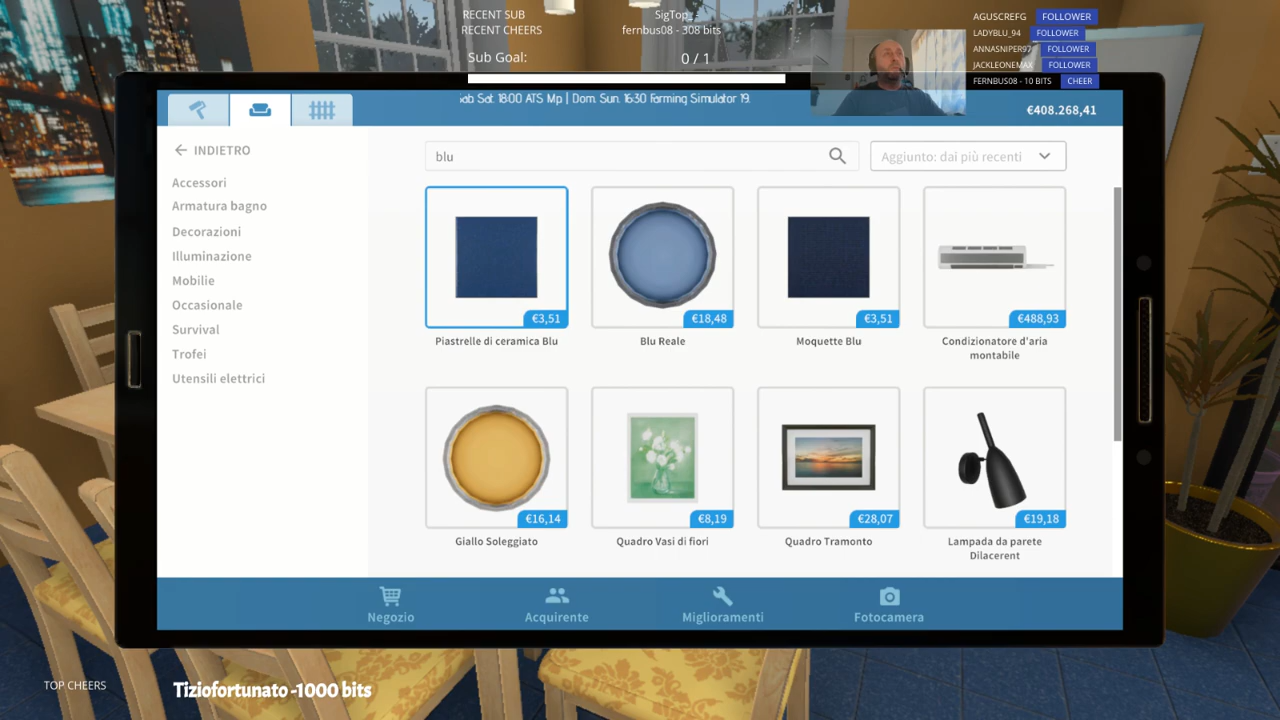 RECENT SUB
SigTop_-
RECENT CHEERS
fernbus08 - 308 bits
Sub Goal:
0 / 1
AGUSCREFG FOLLOWER
LADYBLU_94 FOLLOWER
ANNASNIPER97 FOLLOWER
JACKLEONEMAX FOLLOWER
FERNBUS08 - 10 BITS CHEER
Sab Sat: 18:00 ATS Mp | Dom. Sun. 16:30 Farming Simulator 19.
€408.268,41
INDIETRO
Accessori
Armatura bagno
Decorazioni
Illuminazione
Mobilie
Occasionale
Survival
Trofei
Utensili elettrici
blu
Aggiunto: dai più recenti
€3,51
€18,48
€3,51
€488,93
Piastrelle di ceramica Blu
Blu Reale
Moquette Blu
Condizionatore d'aria
montabile
€16,14
€8,19
€28,07
€19,18
Giallo Soleggiato
Quadro Vasi di fiori
Quadro Tramonto
Lampada da parete
Dilacerent
Negozio
Acquirente
Miglioramenti
Fotocamera
TOP CHEERS
Tiziofortunato -1000 bits